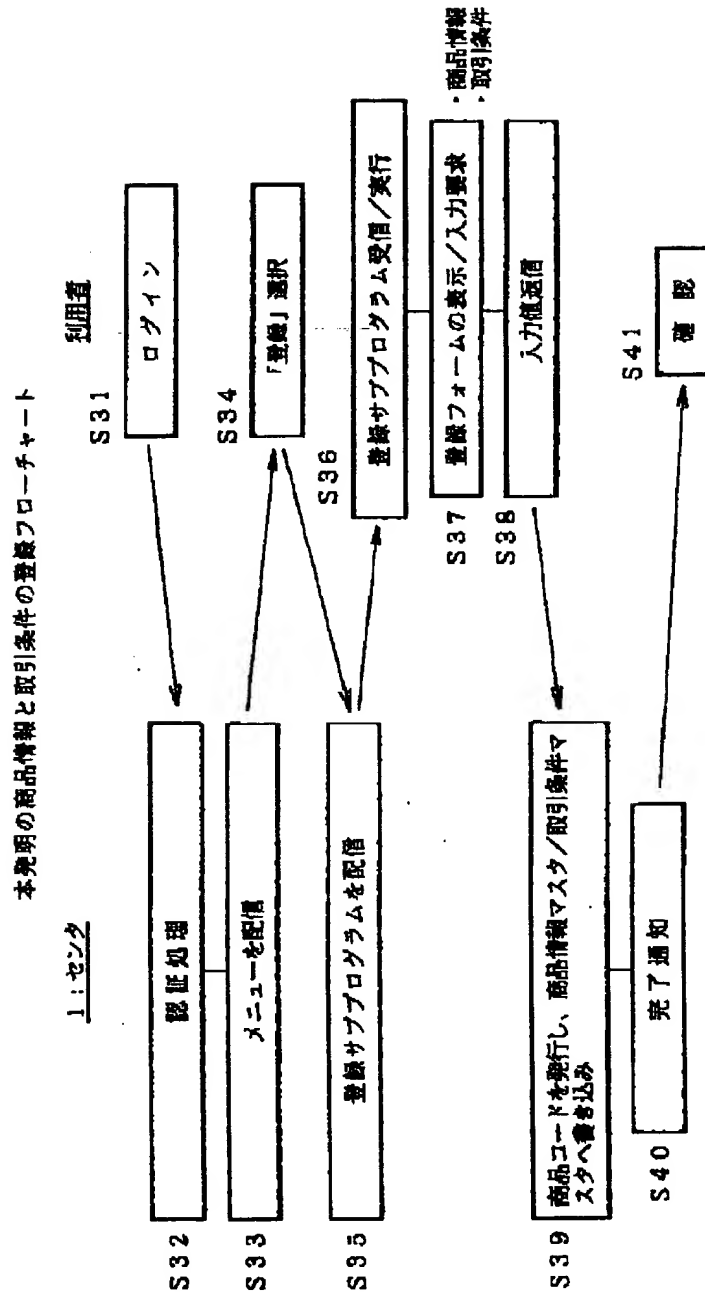 本発明の商品情報と取引条件の登録フローチャート
1：センタ
利用者
S31
ログイン
S32
認証処理
S33
メニューを配信
S34
「登録」選択
S35
登録サブプログラムを配信
S36
登録サブプログラム受信／実行
S37
登録フォームの表示／入力要求
・商品情報
・取引条件
S38
入力値返信
S39
商品コードを発行し、商品情報マスタ／取引条件マ
スタへ書き込み
S40
完了通知
S41
確認